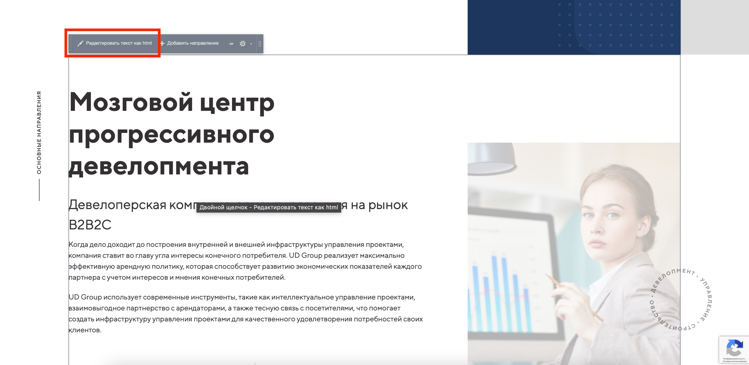 Редактировать текст как html
Добавить направление
ОСНОВНЫЕ НАПРАВЛЕНИЯ
Мозговой центр
прогрессивного
девелопмента
Девелоперская комп
я на рынок
Двойной щелчок - Редактировать текст как html
B2B2C
Когда дело доходит до построения внутренней и внешней инфраструктуры управления проектами,
компания ставит во главу угла интересы конечного потребителя. UD Group реализует максимально
эффективную арендную политику, которая способствует развитию экономических показателей каждого
партнера с учетом интересов и мнения конечных потребителей.
UD Group использует современные инструменты, такие как интеллектуальное управление проектами,
взаимовыгодное партнерство с арендаторами, а также тесную связь с посетителями, что помогает
создать инфраструктуру управления проектами для качественного удовлетворения потребностей своих
клиентов.
ДЕВЕЛОПМЕНТ • УПРАВЛЕНИЕ • СТРОИТЕЛЬСТВО •